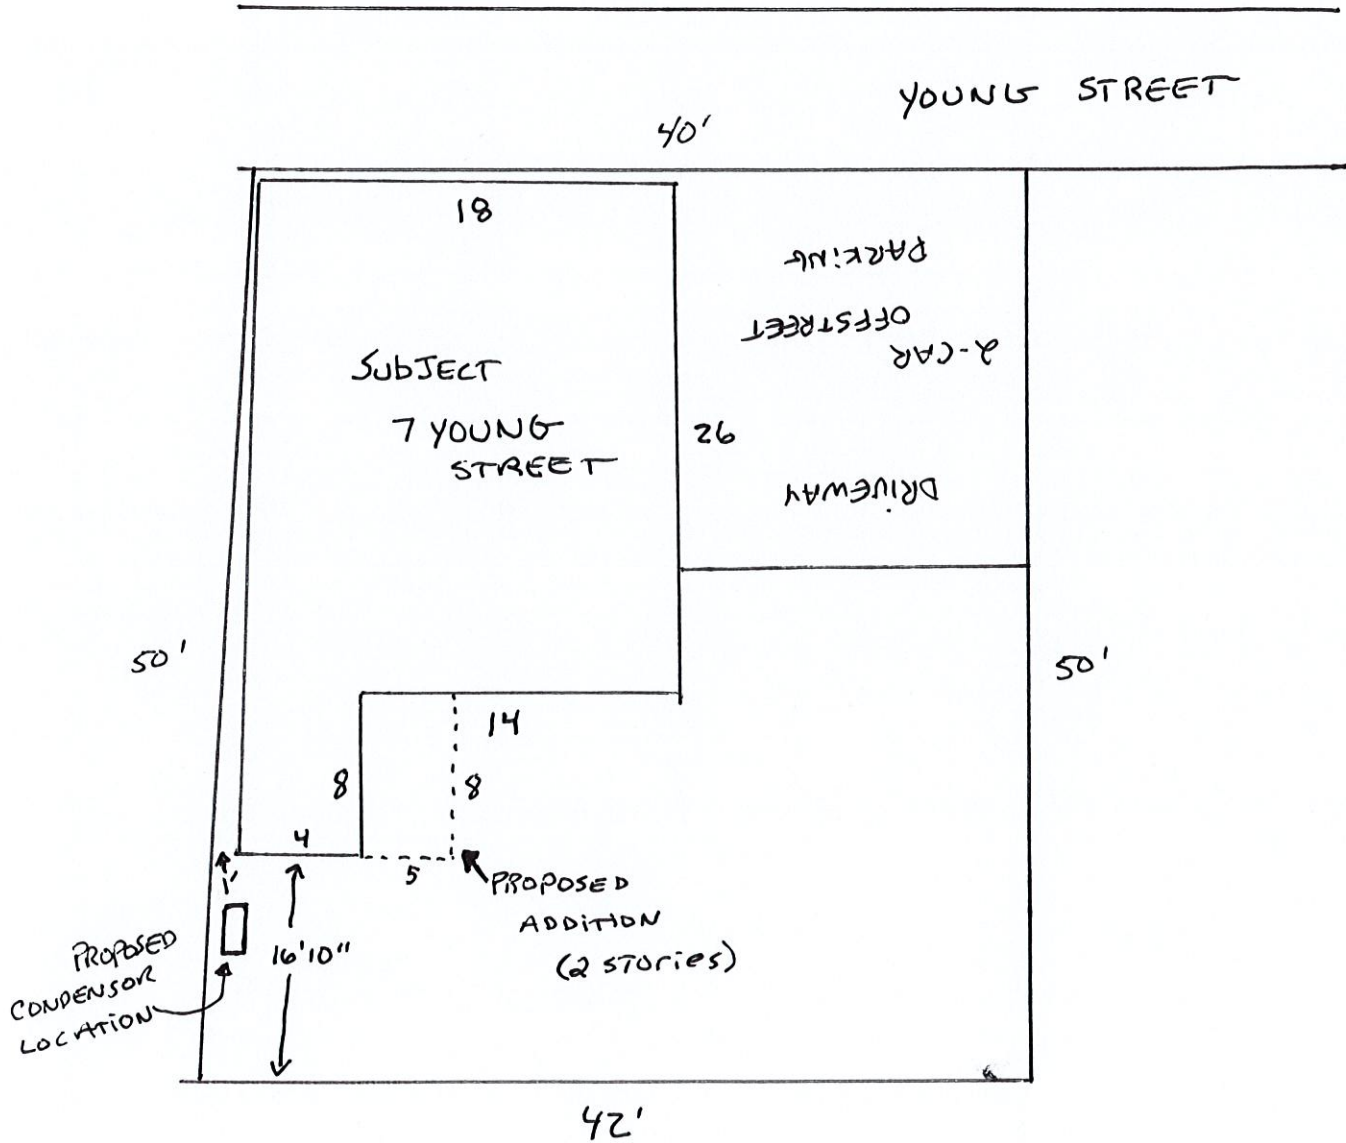 YOUNG STREET
40'
18
PARKING
OFFSTREET
2-CAR
SUBJECT
7 YOUNG
STREET
26
DRIVEWAY
50'
50'
14
8
8
4
5
1'
PROPOSED
ADDITION
(2 STORIES)
16'10"
PROPOSED
CONDENSOR
LOCATION
42'